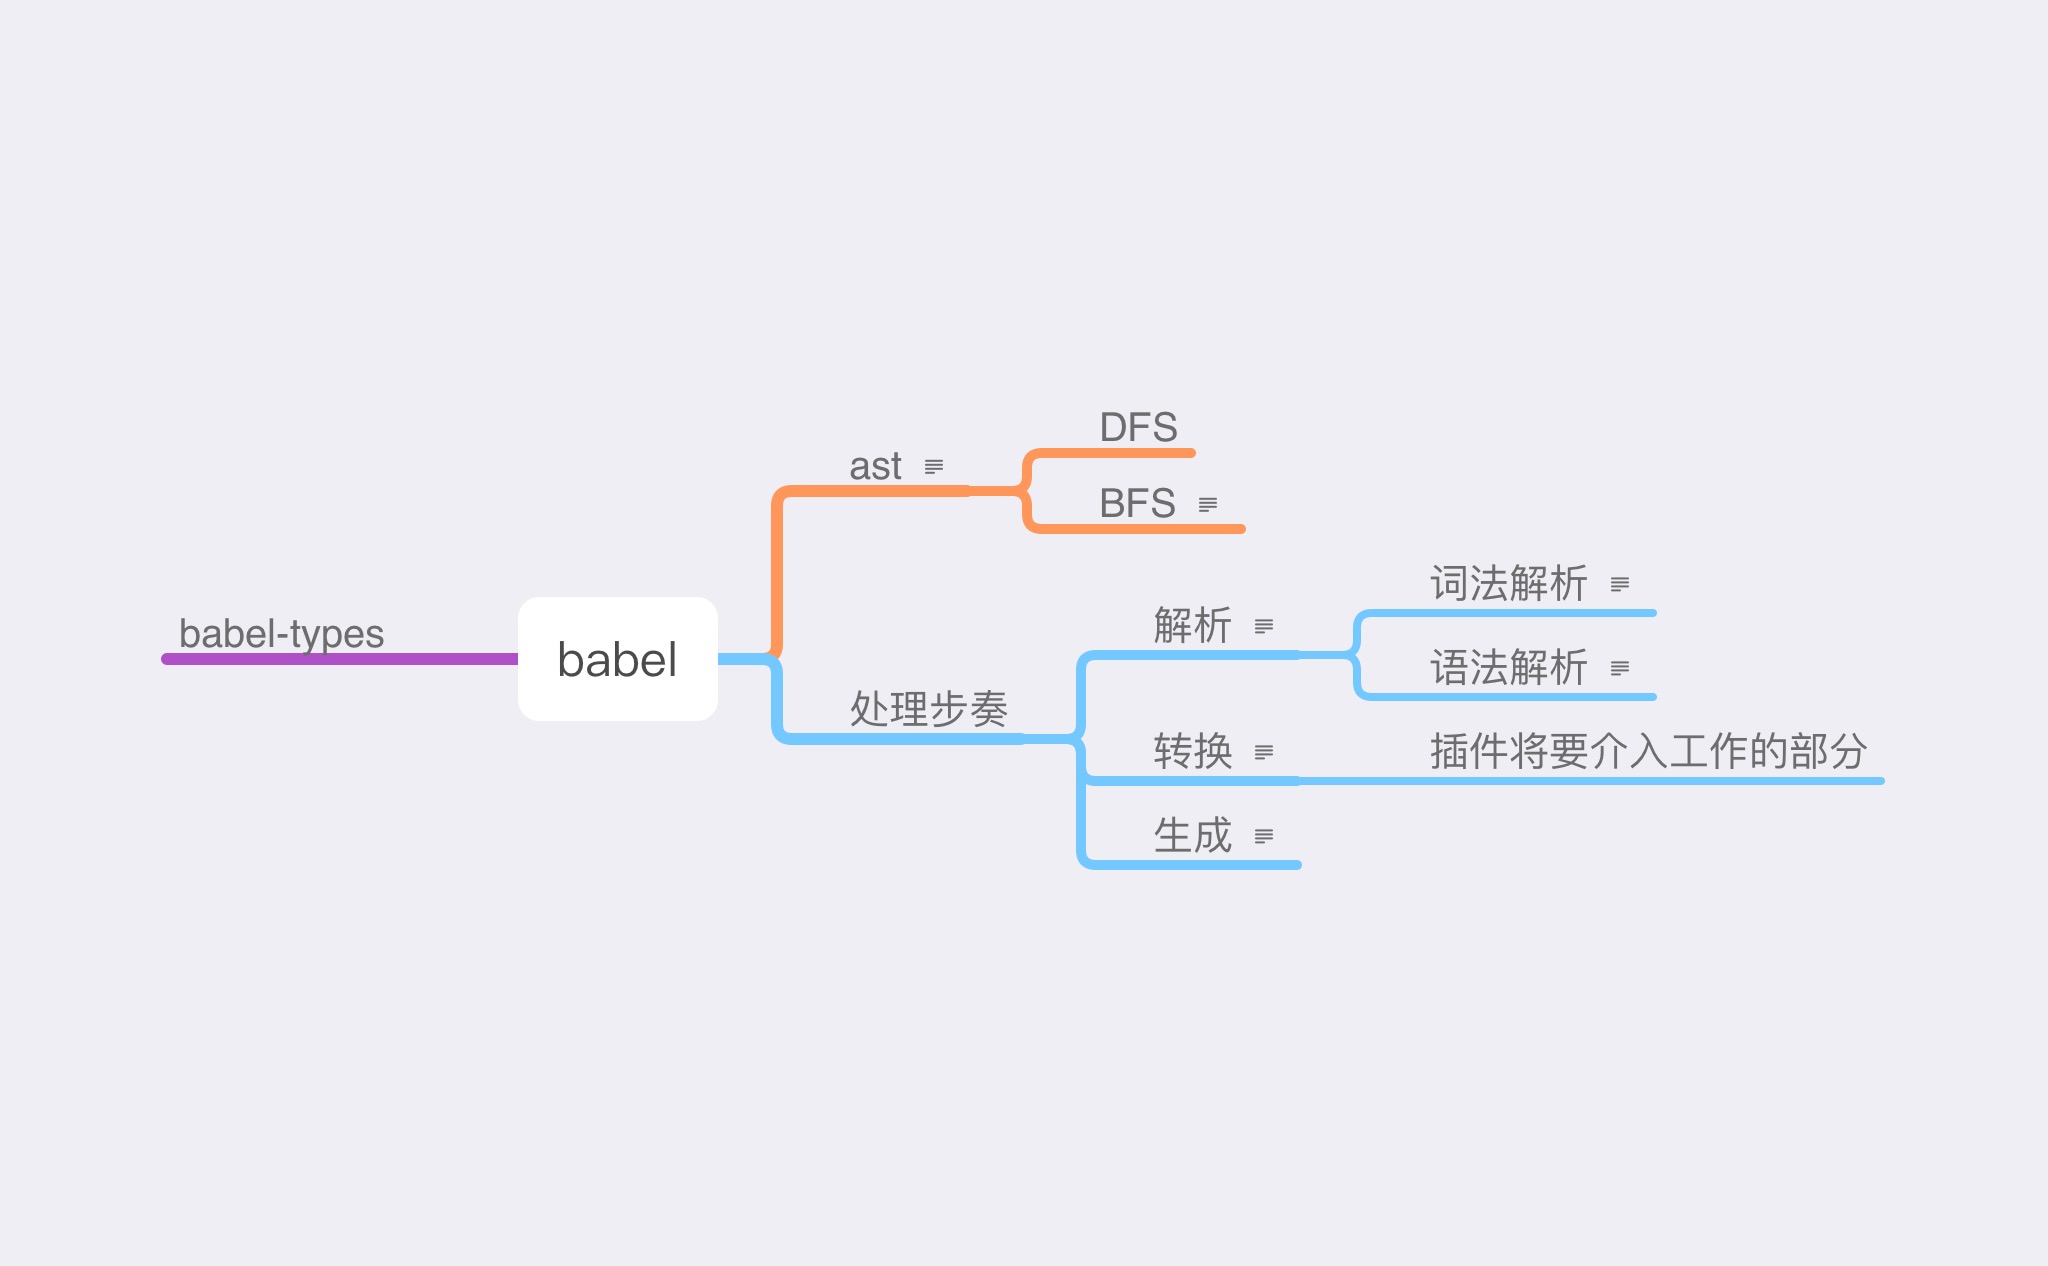 babel-types
babel
ast
DFS
BFS
处理步奏
解析
词法解析
语法解析
转换
插件将要介入工作的部分
生成